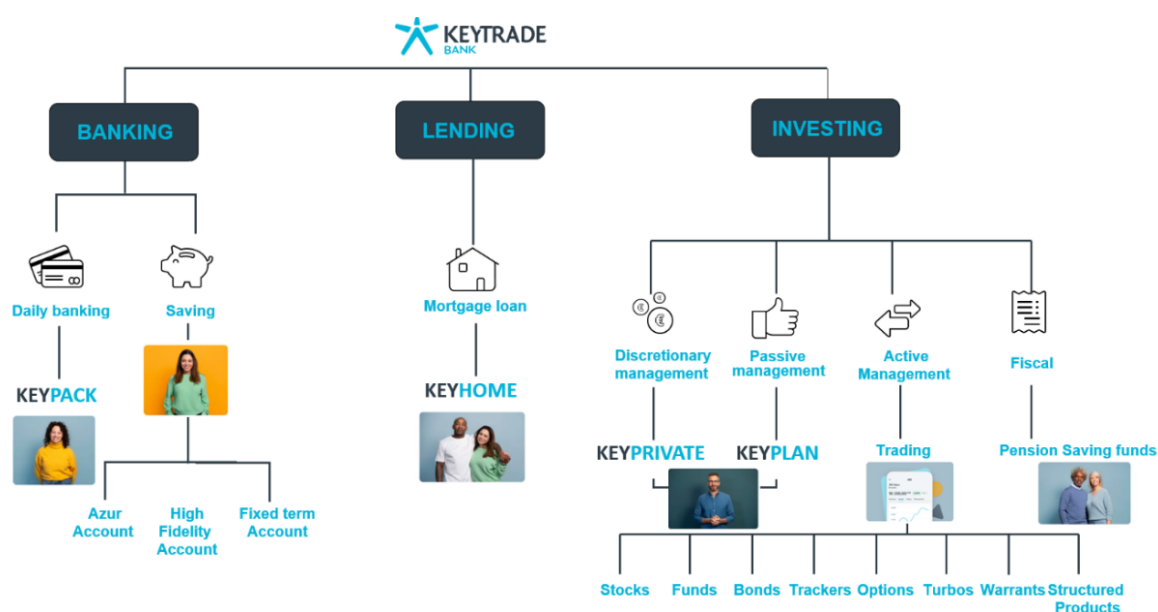 KEYTRADE
BANK
BANKING
LENDING
INVESTING
Daily banking
Saving
Mortgage loan
Discretionary
management
Passive
management
Active
Management
Fiscal
KEYPACK
KEYHOME
KEYPRIVATE
KEYPLAN
Trading
Pension Saving funds
Azur
Account
High
Fidelity
Account
Fixed term
Account
Stocks
Funds
Bonds
Trackers
Options
Turbos
Warrants
Structured
Products